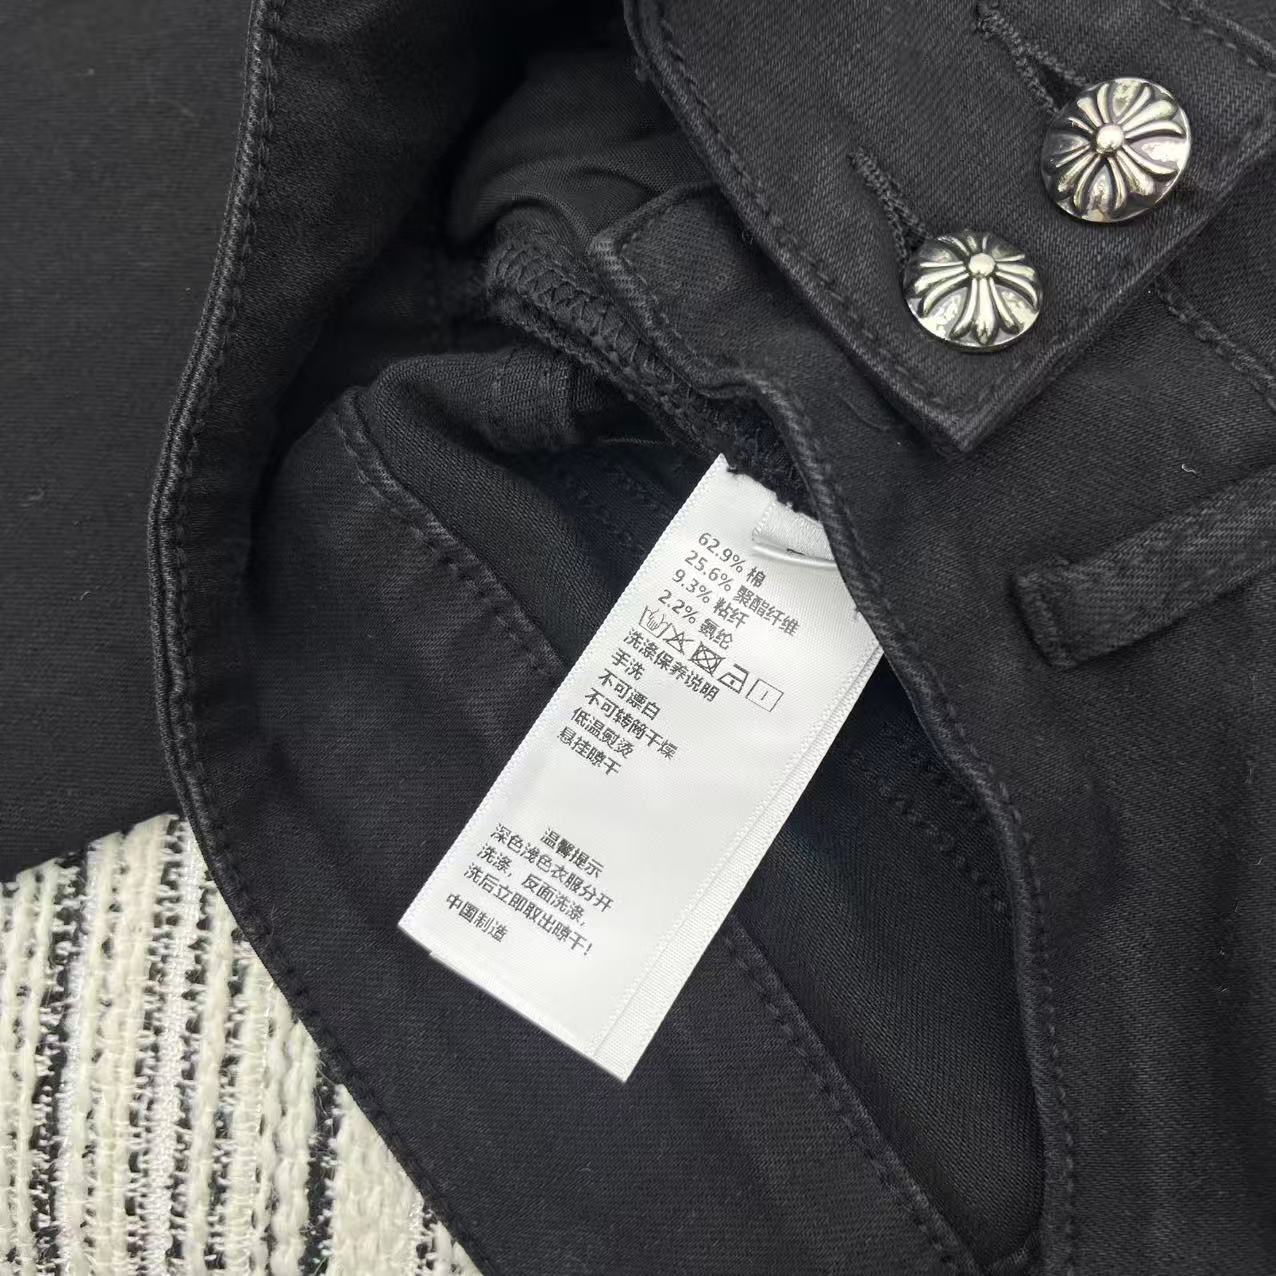 62.9% 棉
25.6% 聚酯纤维
9.3% 粘纤
2.2% 氨纶
洗涤保养说明
手洗
不可漂白
不可转筒干燥
低温熨烫
悬挂晾干
温馨提示
深色浅色衣服分开
洗涤，反面洗涤，
洗后立即取出晾干！
中国制造